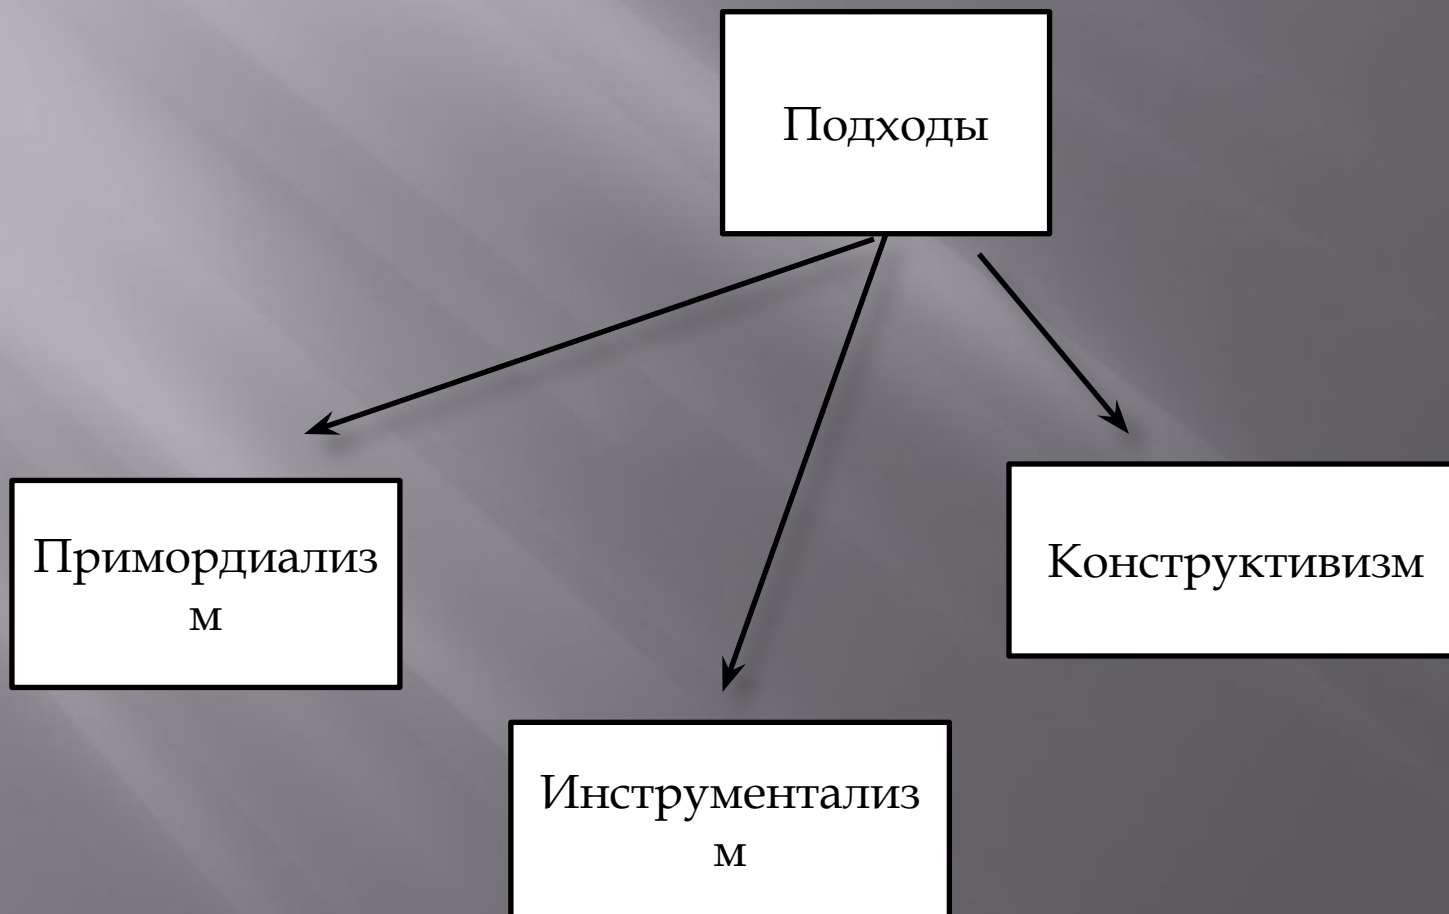 Подходы
Примордиализ
м
Конструктивизм
Инструментализ
м